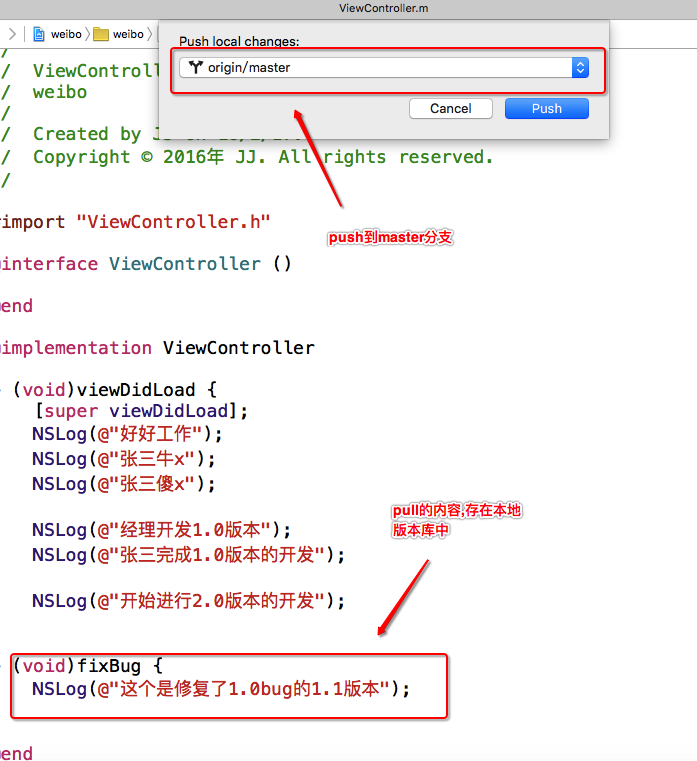 ViewController.m
weibo weibo
Push local changes:
origin/master
Cancel Push
/
/ ViewControll
/ weibo
/
/ Created by
/ Copyright © 2016年 JJ. All rights reserved.
/
import "ViewController.h"
push到master分支
interface ViewController ()
end
implementation ViewController
(void)viewDidLoad {
[super viewDidLoad];
NSLog(@"好好工作");
NSLog(@"张三牛x");
NSLog(@"张三傻x");
pull的内容,存在本地
版本库中
NSLog(@"经理开发1.0版本");
NSLog(@"张三完成1.0版本的开发");
NSLog(@"开始进行2.0版本的开发");
(void)fixBug {
NSLog(@"这个是修复了1.0bug的1.1版本");
end